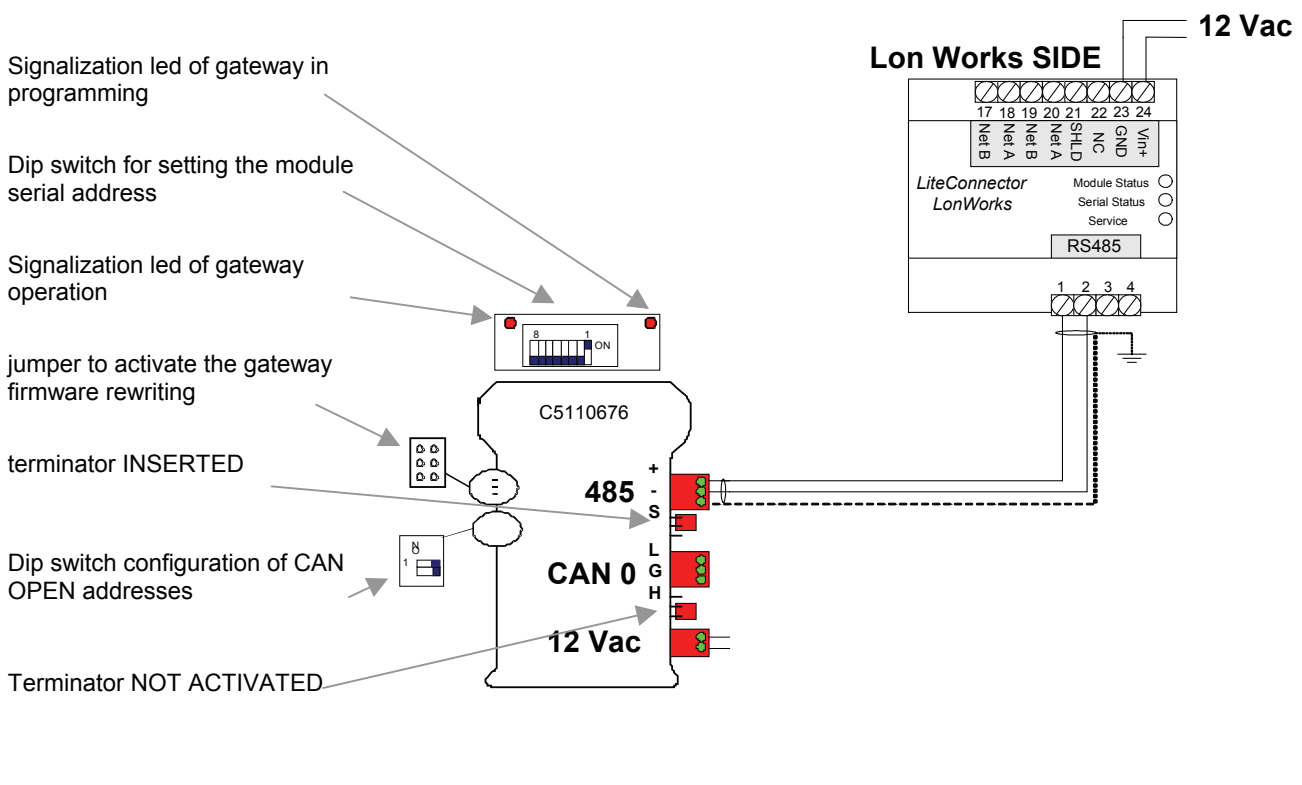 12 Vac
Lon Works SIDE
Signalization led of gateway in
programming
17 18 19 20 21 22 23 24
Net B
Net A
Net B
Net A
SHLD
NC
GND
Vin+
Dip switch for setting the module
serial address
LiteConnector
LonWorks
Module Status
Serial Status
Service
RS485
Signalization led of gateway
operation
1 2 3 4
8 1
ON
jumper to activate the gateway
firmware rewriting
C5110676
terminator INSERTED
+
485 -
S
Dip switch configuration of CAN
OPEN addresses
ON
1
L
CAN 0 G
H
12 Vac
Terminator NOT ACTIVATED